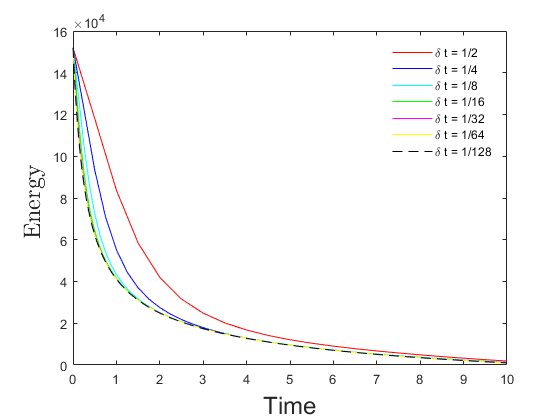 ×10⁴
16
14
12
10
8
6
4
2
0
Energy
0 1 2 3 4 5 6 7 8 9 10
Time
δ t = 1/2
δ t = 1/4
δ t = 1/8
δ t = 1/16
δ t = 1/32
δ t = 1/64
δ t = 1/128